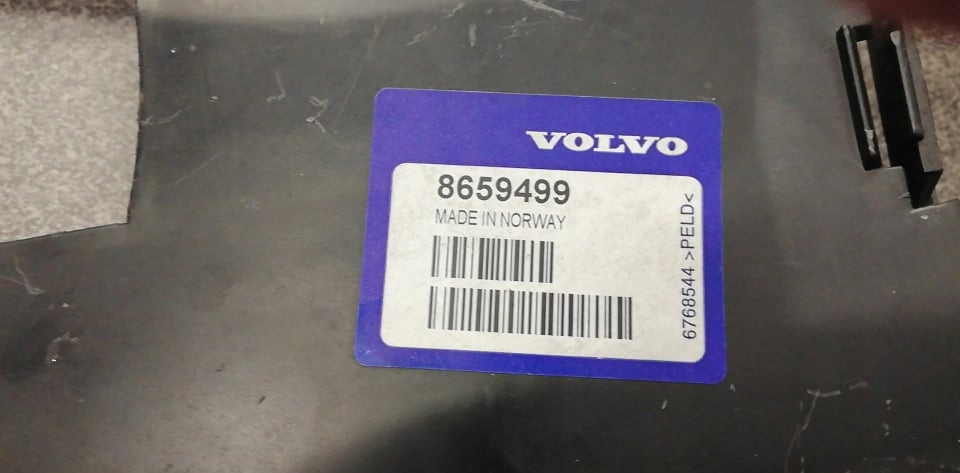 VOLVO
8659499
MADE IN NORWAY
6768544 >PELD<